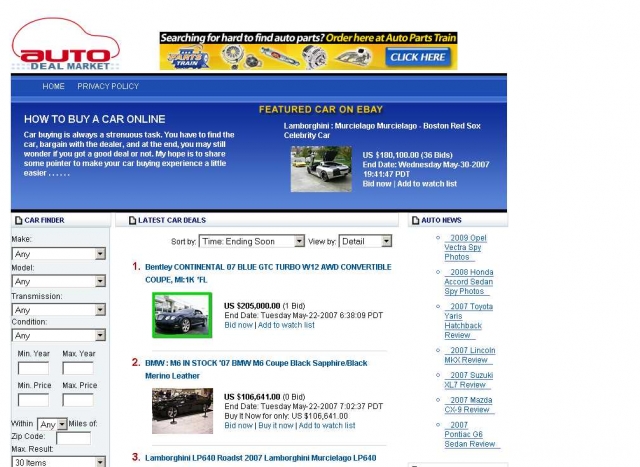 auto
DEAL MARKET
Searching for hard to find auto parts? Order here at Auto Parts Train
PARTS
TRAIN
CLICK HERE
HOME PRIVACY POLICY
HOW TO BUY A CAR ONLINE
Car buying is always a strenuous task. You have to find the
car, bargain with the dealer, and at the end, you may still
wonder if you got a good deal or not. My hope is to share
some pointer to make your car buying experience a little
easier . . . . . .
FEATURED CAR ON EBAY
Lamborghini : Murcielago Murcielago - Boston Red Sox
Celebrity Car
US $180,100.00 (36 Bids)
End Date: Wednesday May-30-2007
19:41:47 PDT
Bid now | Add to watch list
CAR FINDER
Make:
Any
Model:
Any
Transmission:
Any
Condition:
Any
Min. Year Max. Year
Min. Price Max. Price
Within Any Miles of:
Zip Code:
Max. Result:
30 Items
LATEST CAR DEALS
Sort by: Time: Ending Soon View by: Detail
1. Bentley CONTINENTAL 07 BLUE GTC TURBO W12 AWD CONVERTIBLE
COUPE, MI:1K *FL
US $205,000.00 (1 Bid)
End Date: Tuesday May-22-2007 6:38:09 PDT
Bid now | Add to watch list
2. BMW : M6 IN STOCK '07 BMW M6 Coupe Black Sapphire/Black
Merino Leather
US $106,641.00 (0 Bid)
End Date: Tuesday May-22-2007 7:02:37 PDT
Buy It Now for only: US $106,641.00
Bid now | Buy it now | Add to watch list
3. Lamborghini LP640 Roadst 2007 Lamborghini Murcielago LP640
AUTO NEWS
2009 Opel
Vectra Spy
Photos
2008 Honda
Accord Sedan
Spy Photos
2007 Toyota
Yaris
Hatchback
Review
2007 Lincoln
MKX Review
2007 Suzuki
XL7 Review
2007 Mazda
CX-9 Review
2007
Pontiac G6
Sedan Review